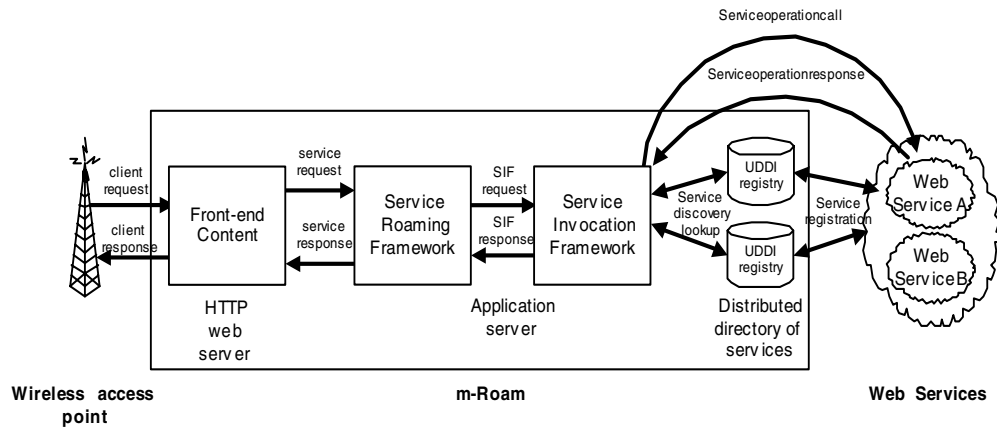 Serviceoperationcall
Serviceoperationresponse
client
request
client
response
Front-end
Content
service
request
service
response
Service
Roaming
Framework
SIF
request
SIF
response
Service
Invocation
Framework
Service
discovery
lookup
UDDI
registry
UDDI
registry
Service
registration
Web
Service A
Web
Service B
HTTP
web
server
Application
server
Distributed
directory of
services
Wireless access
point
m-Roam
Web Services